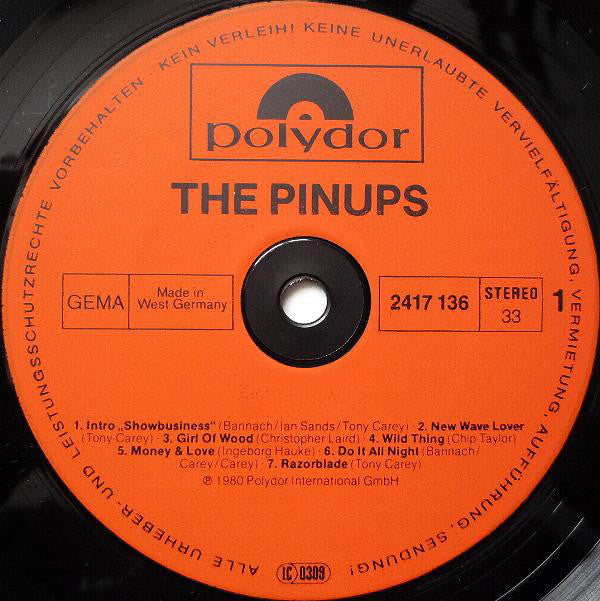 ALLE URHEBER- UND LEISTUNGSSCHUTZRECHTE VORBEHALTEN · KEIN VERLEIH! KEINE UNERLAUBTE VERVIELFÄLTIGUNG, VERMIETUNG, AUFFÜHRUNG, SENDUNG!
polydor
THE PINUPS
GEMA
Made in
West Germany
2417 136
STEREO
33
1
1. Intro „Showbusiness" (Bannach/Ian Sands/Tony Carey) · 2. New Wave Lover
(Tony Carey) · 3. Girl Of Wood (Christopher Laird) · 4. Wild Thing (Chip Taylor)
5. Money & Love (Ingeborg Hauke) · 6. Do It All Night (Bannach/
Carey/Carey) · 7. Razorblade (Tony Carey)
℗ 1980 Polydor International GmbH
LC 0309